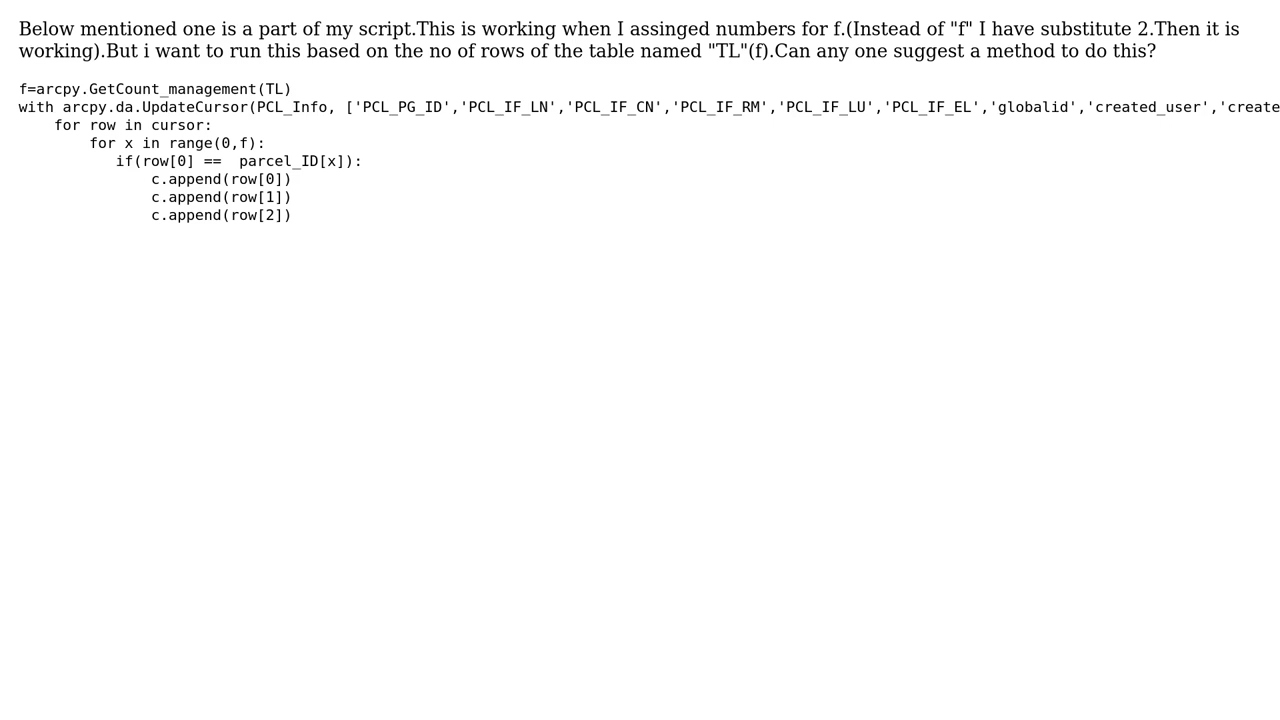 Below mentioned one is a part of my script.This is working when I assinged numbers for f.(Instead of "f" I have substitute 2.Then it is
working).But i want to run this based on the no of rows of the table named "TL"(f).Can any one suggest a method to do this?
f=arcpy.GetCount_management(TL)
with arcpy.da.UpdateCursor(PCL_Info, ['PCL_PG_ID','PCL_IF_LN','PCL_IF_CN','PCL_IF_RM','PCL_IF_LU','PCL_IF_EL','globalid','created_user','create
    for row in cursor:
        for x in range(0,f):
           if(row[0] ==  parcel_ID[x]):
               c.append(row[0])
               c.append(row[1])
               c.append(row[2])